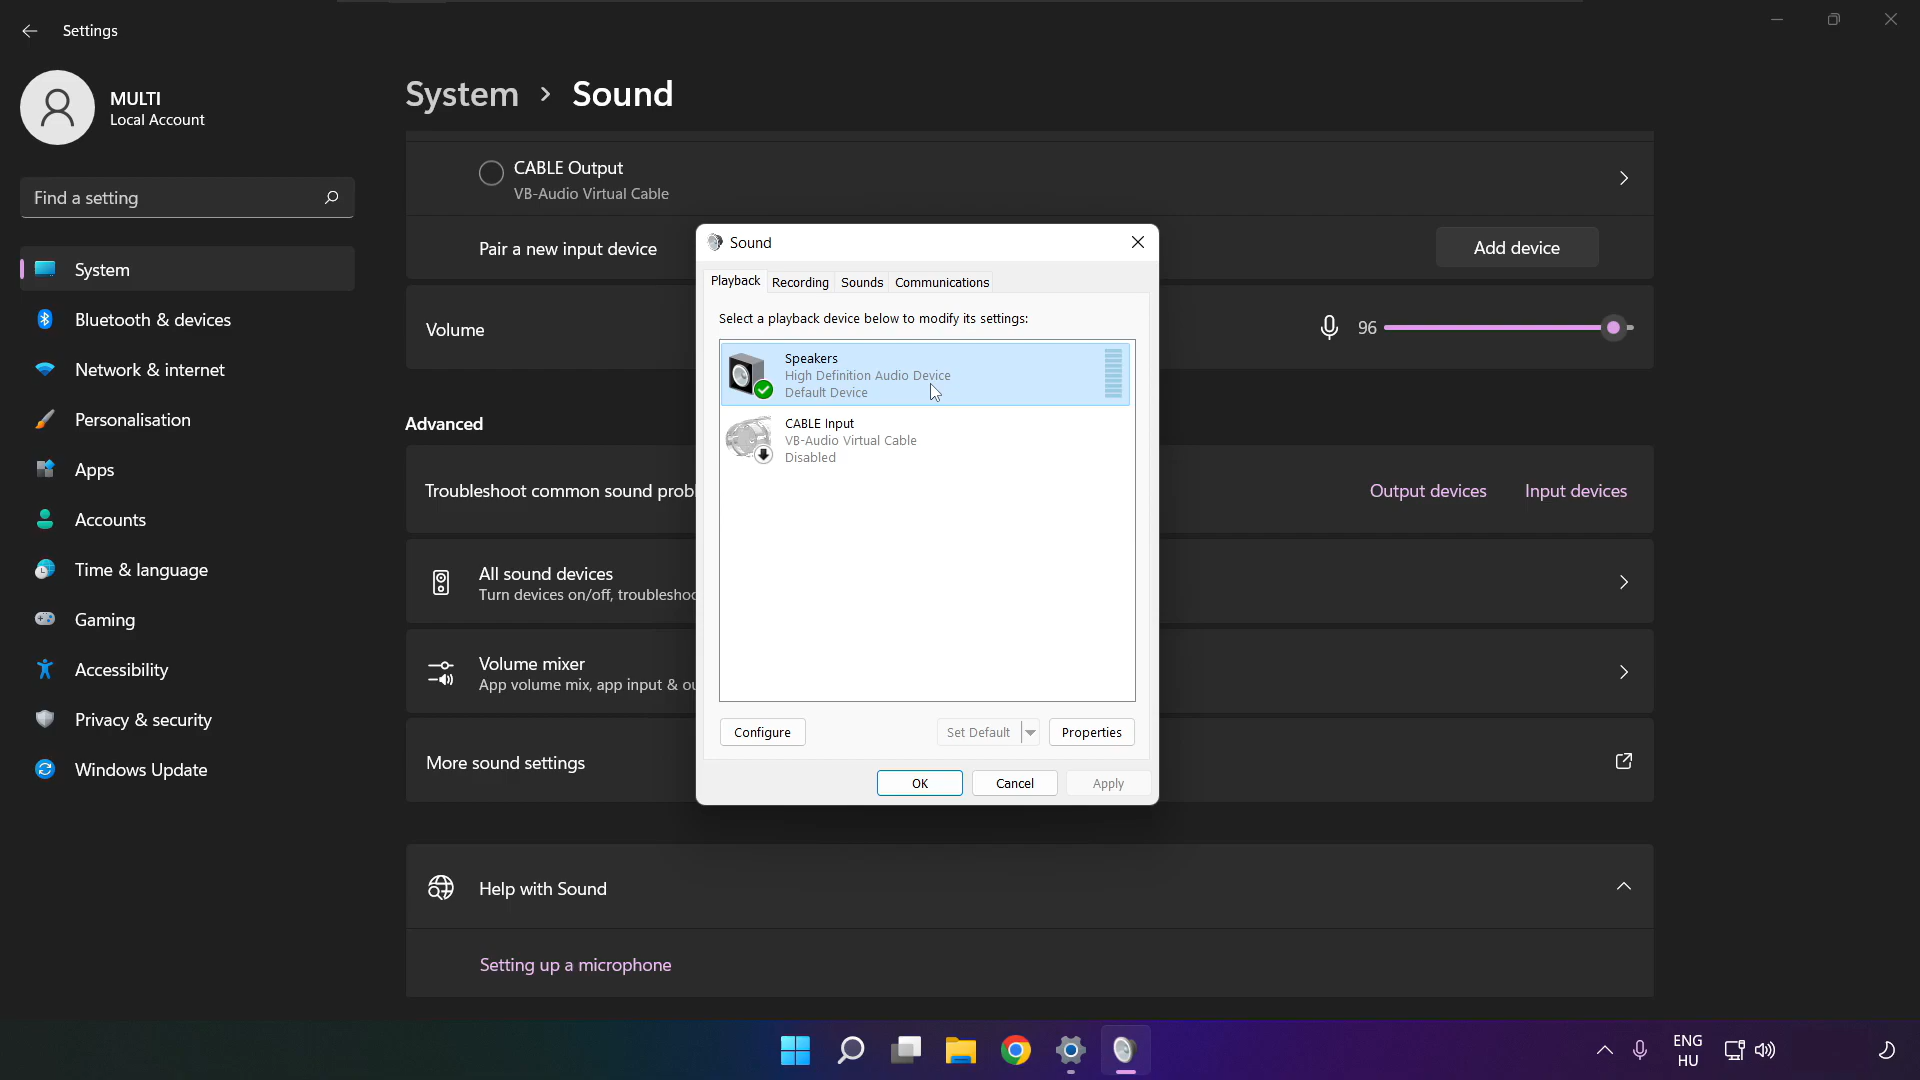 Settings
MULTI
Local Account
Find a setting
System
Bluetooth & devices
Network & internet
Personalisation
Apps
Accounts
Time & language
Gaming
Accessibility
Privacy & security
Windows Update
System > Sound
CABLE Output
VB-Audio Virtual Cable
Pair a new input device
Add device
Volume
96
Advanced
Troubleshoot common sound
Output devices
Input devices
All sound devices
Turn devices on/off,
Volume mixer
App volume mix, app input &
More sound settings
Help with Sound
Setting up a microphone
Sound
Playback
Recording
Sounds
Communications
Select a playback device below to modify its settings:
Speakers
High Definition Audio Device
Default Device
CABLE Input
VB-Audio Virtual Cable
Disabled
Configure
Set Default
Properties
OK
Cancel
Apply
ENG
HU